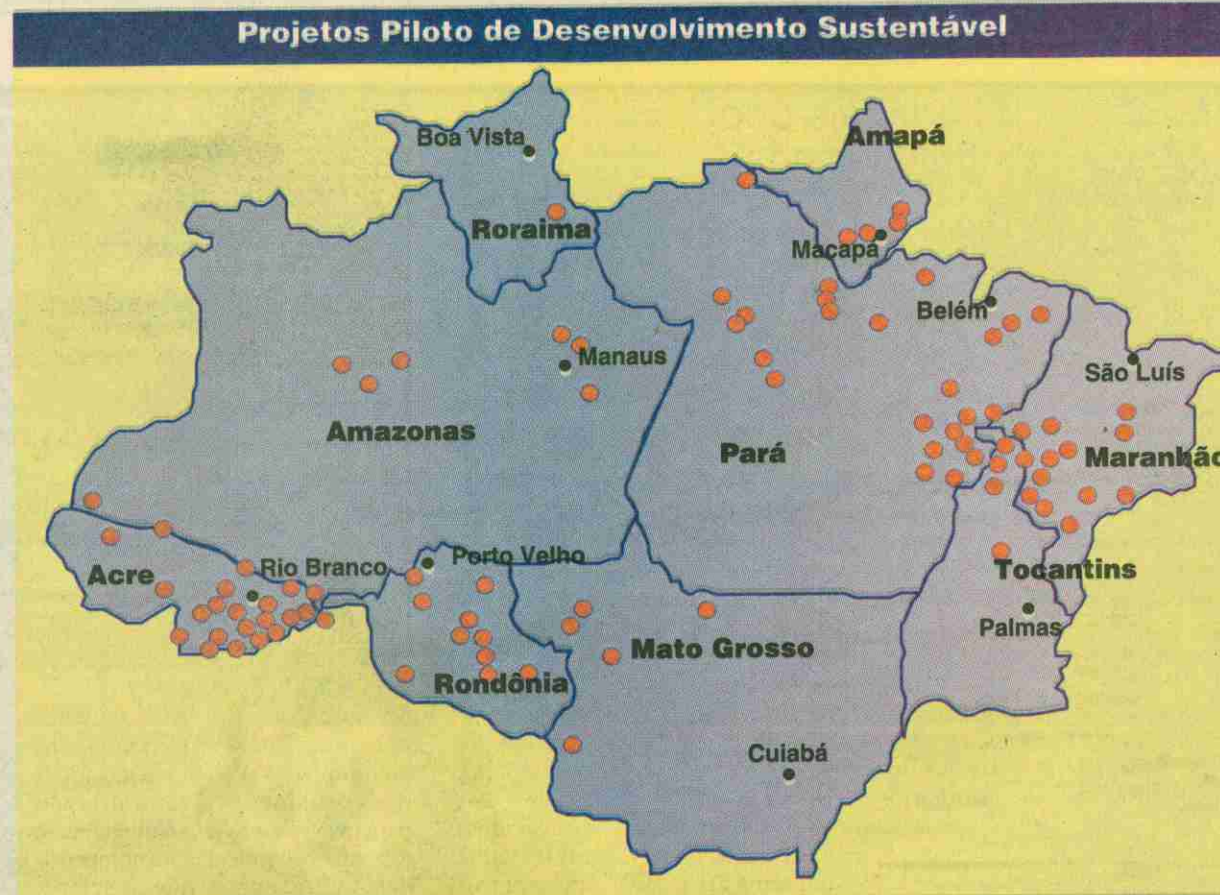 Projetos Piloto de Desenvolvimento Sustentável
Amapá
Boa Vista
Roraima
Macapá
Belém
Manaus
São Luís
Amazonas
Pará
Maranhão
Porto Velho
Rio Branco
Acre
Tocantins
Palmas
Mato Grosso
Rondônia
Cuiabá